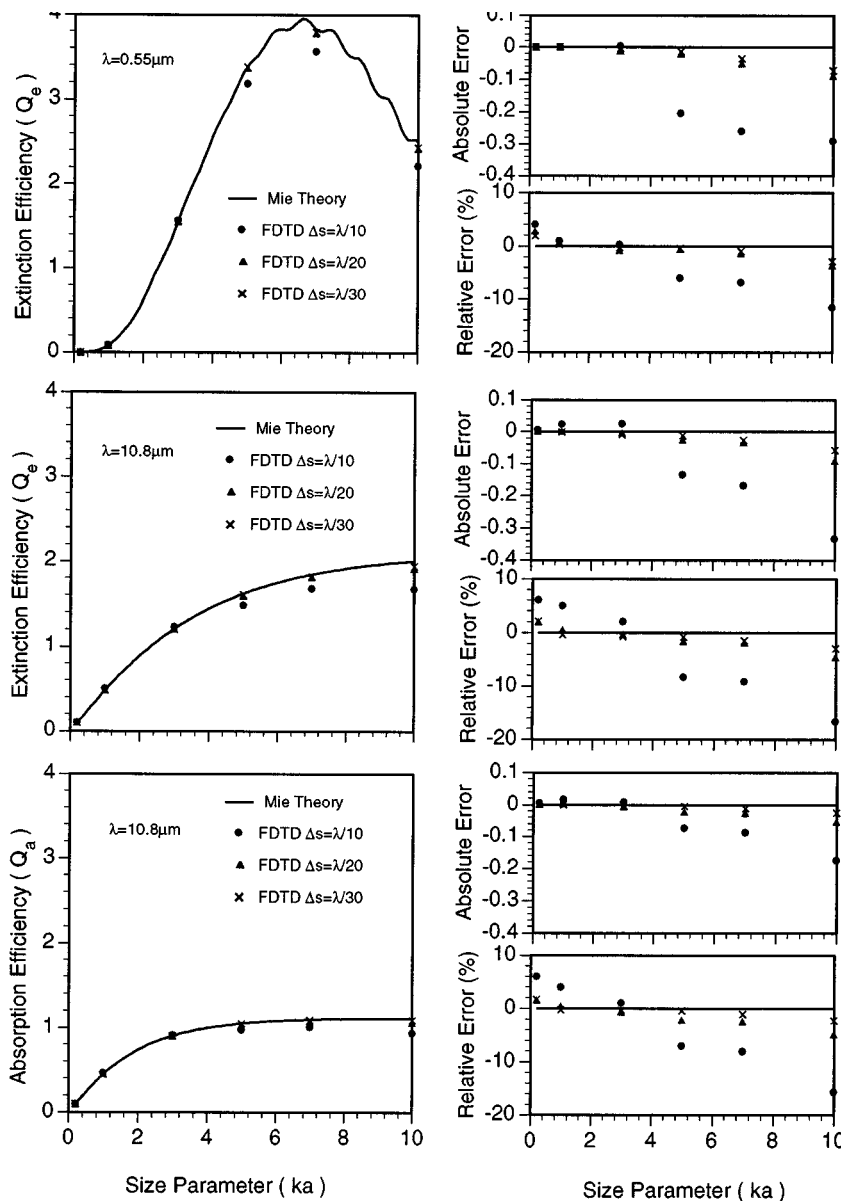 4
3
2
1
0
Extinction Efficiency ( Qe )
λ=0.55μm
Mie Theory
FDTD Δs=λ/10
FDTD Δs=λ/20
FDTD Δs=λ/30
0
-0.1
-0.2
-0.3
-0.4
Absolute Error
10
0
-10
-20
Relative Error (%)
4
3
2
1
0
Extinction Efficiency ( Qe )
λ=10.8μm
Mie Theory
FDTD Δs=λ/10
FDTD Δs=λ/20
FDTD Δs=λ/30
0.1
0
-0.1
-0.2
-0.3
-0.4
Absolute Error
10
0
-10
-20
Relative Error (%)
4
3
2
1
0
Absorption Efficiency ( Qa )
λ=10.8μm
Mie Theory
FDTD Δs=λ/10
FDTD Δs=λ/20
FDTD Δs=λ/30
0 2 4 6 8 10
Size Parameter ( ka )
0.1
0
-0.1
-0.2
-0.3
-0.4
Absolute Error
10
0
-10
-20
Relative Error (%)
0 2 4 6 8 10
Size Parameter ( ka )